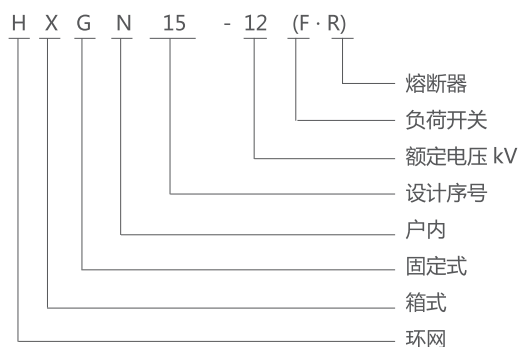 H X G N 15 - 12 (F · R)
熔断器
负荷开关
额定电压 kV
设计序号
户内
固定式
箱式
环网